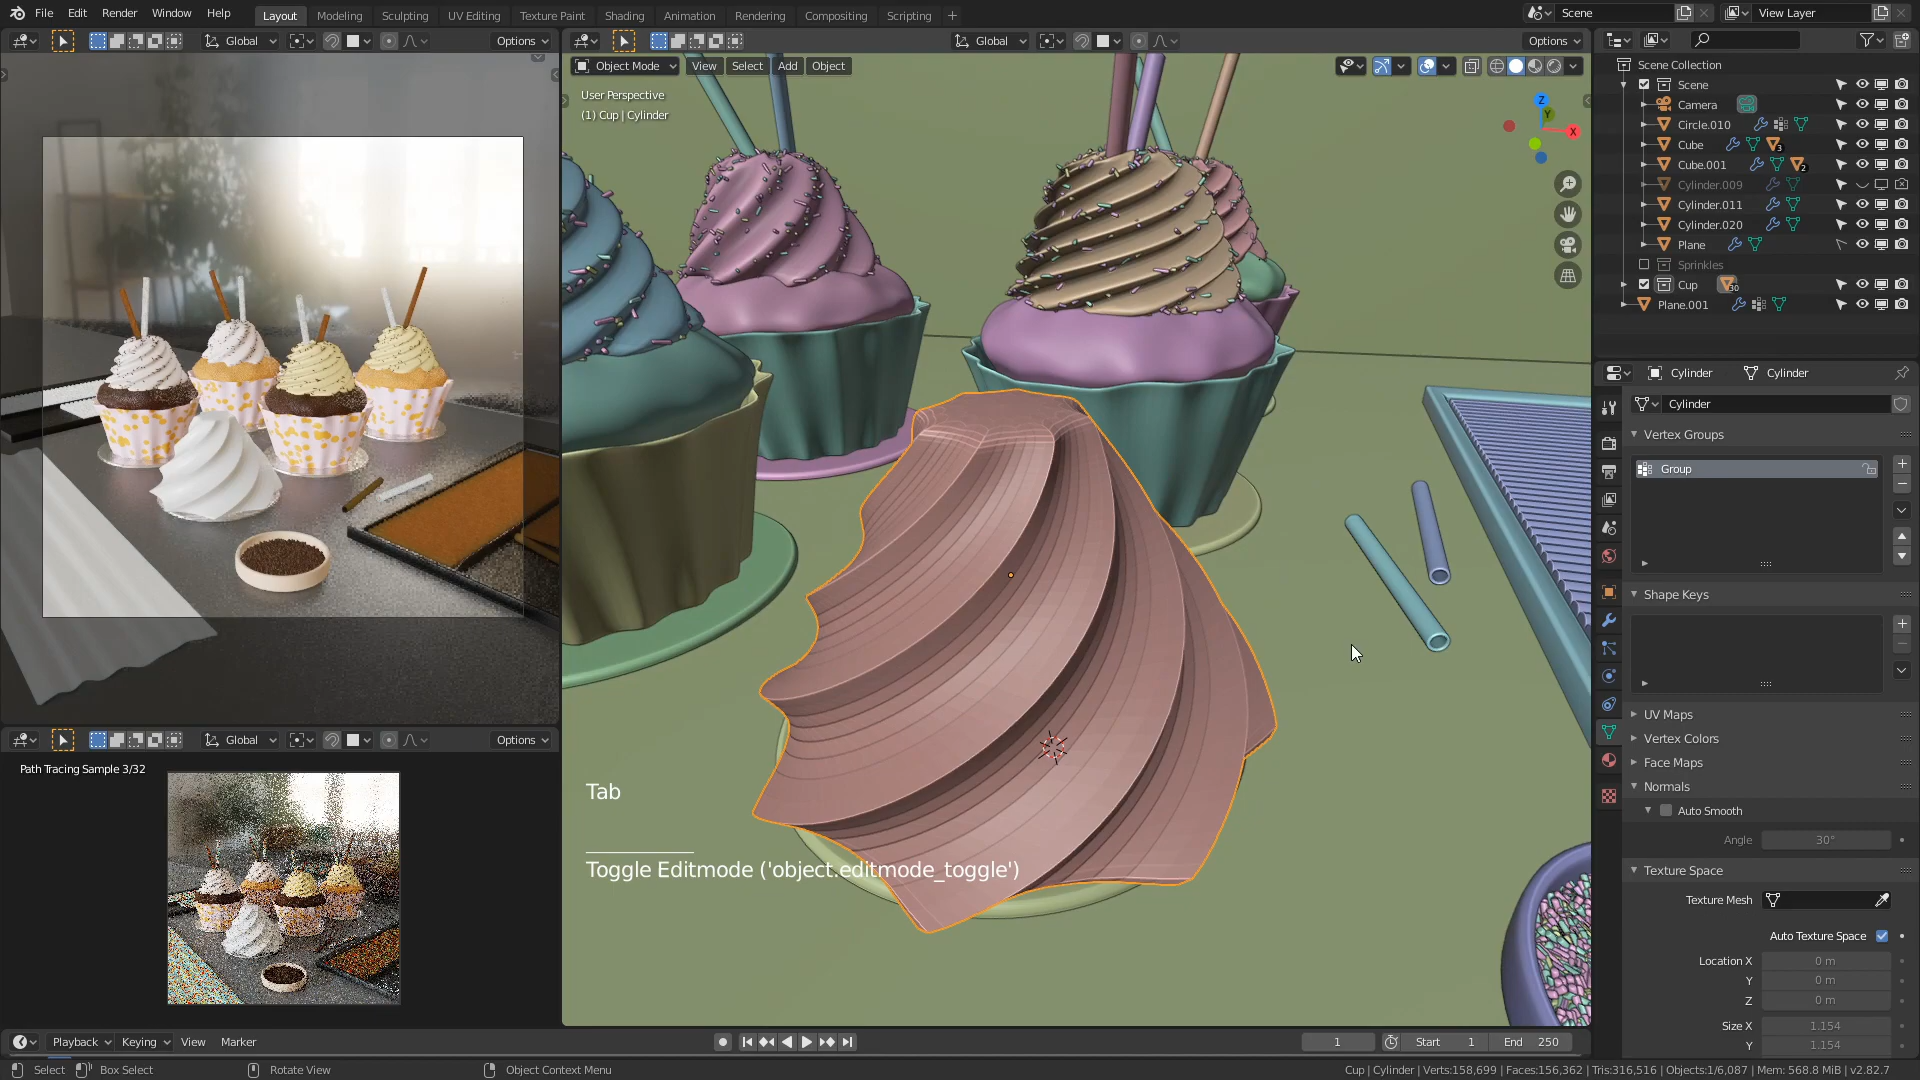 File Edit Render Window Help
Layout Modeling Sculpting UV Editing Texture Paint Shading Animation Rendering Compositing Scripting +
Scene
View Layer
Global
Options
Global
Options
Object Mode View Select Add Object
User Perspective
(1) Cup | Cylinder
Z
Y
X
Tab
Toggle Editmode ('object.editmode_toggle')
Global
Options
Path Tracing Sample 3/32
Scene Collection
Scene
Camera
Circle.010
Cube 3
Cube.001 2
Cylinder.009
Cylinder.011
Cylinder.020
Plane
Sprinkles
Cup 30
Plane.001
Cylinder Cylinder
Cylinder
Vertex Groups
Group
Shape Keys
UV Maps
Vertex Colors
Face Maps
Normals
Auto Smooth
Angle 30°
Texture Space
Texture Mesh
Auto Texture Space
Location X 0 m
Y 0 m
Z 0 m
Size X 1.154
Y 1.154
Playback Keying View Marker
1 Start 1 End 250
Select Box Select Rotate View Object Context Menu
Cup | Cylinder | Verts:158,699 | Faces:156,362 | Tris:316,516 | Objects:1/6,087 | Mem: 568.8 MiB | v2.82.7